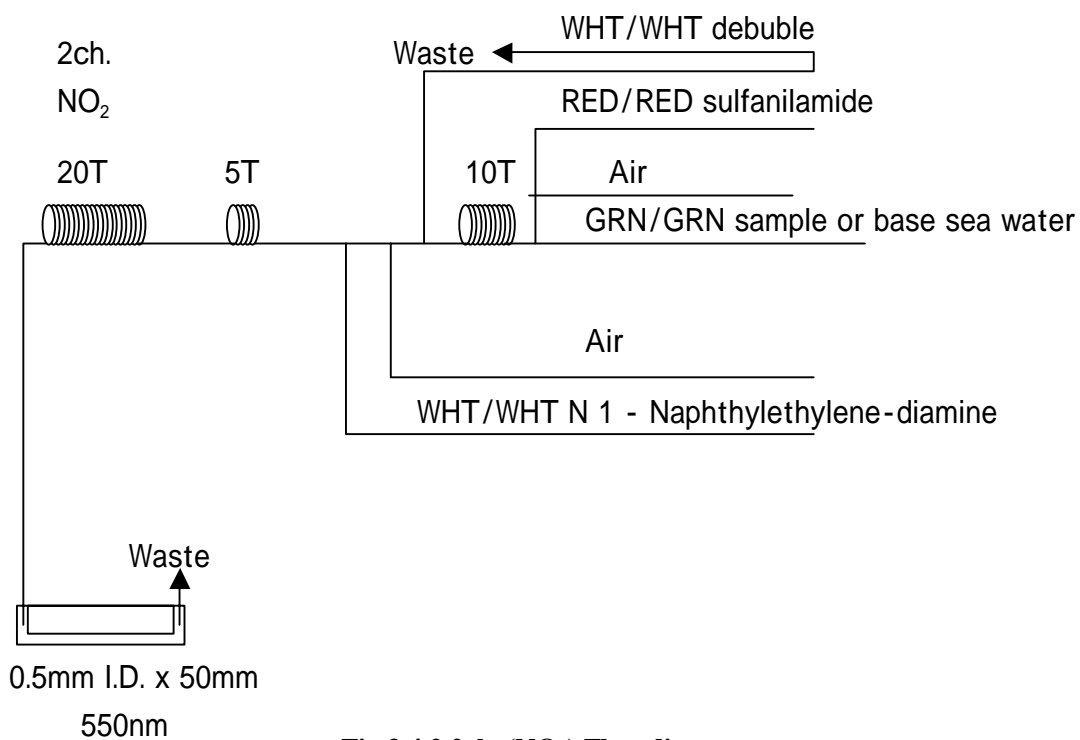 WHT/WHT debuble
2ch.
Waste
NO₂
RED/RED sulfanilamide
20T
5T
10T
Air
GRN/GRN sample or base sea water
Air
WHT/WHT N 1 - Naphthylethylene-diamine
Waste
0.5mm I.D. x 50mm
550nm